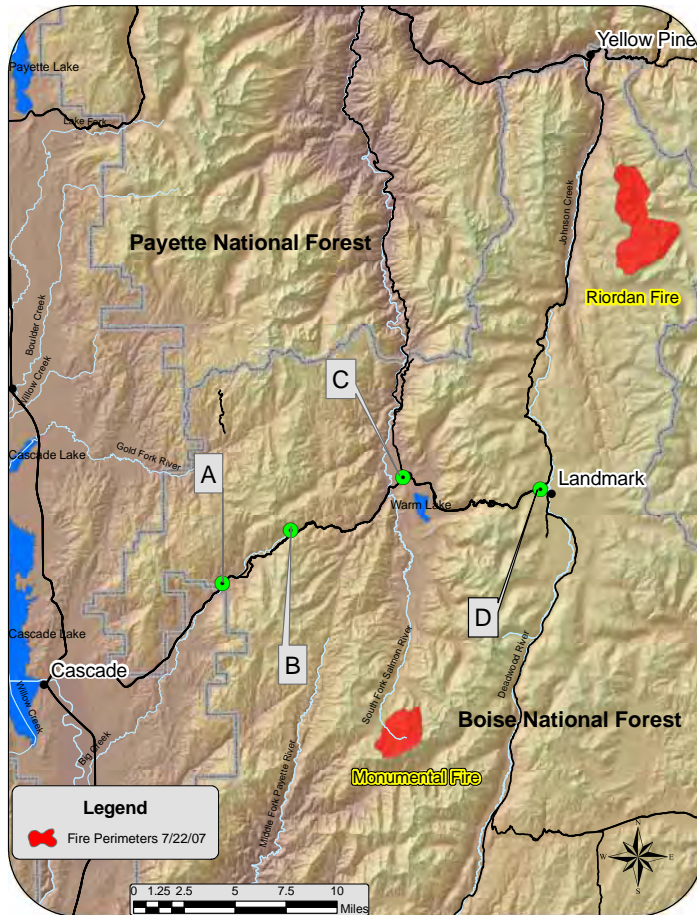 Yellow Pine
Payette Lake
Lake Fork
Payette National Forest
Johnson Creek
Riordan Fire
Boulder Creek
Willow Creek
C
Gold Fork River
Cascade Lake
A
Landmark
Warm Lake
D
B
Cascade Lake
Cascade
South Fork Salmon River
Deadwood River
Boise National Forest
Willow Creek
Big Creek
Middle Fork Payette River
Monumental Fire
Legend
Fire Perimeters 7/22/07
N
W E
S
0 1.25 2.5 5 7.5 10
Miles